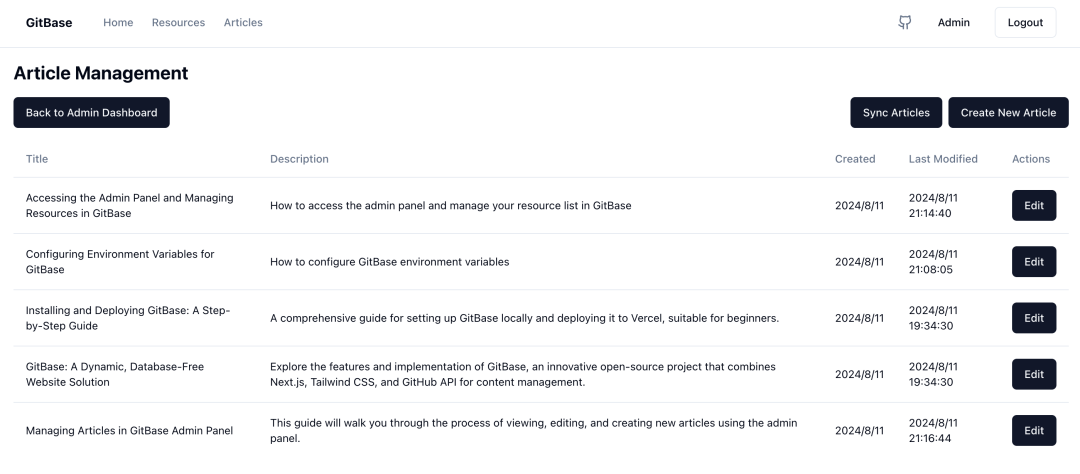 GitBase Home Resources Articles Admin Logout
Article Management
Back to Admin Dashboard Sync Articles Create New Article
Title Description Created Last Modified Actions
Accessing the Admin Panel and Managing
Resources in GitBase
How to access the admin panel and manage your resource list in GitBase
2024/8/11
2024/8/11
21:14:40
Edit
Configuring Environment Variables for
GitBase
How to configure GitBase environment variables
2024/8/11
2024/8/11
21:08:05
Edit
Installing and Deploying GitBase: A Step-
by-Step Guide
A comprehensive guide for setting up GitBase locally and deploying it to Vercel, suitable for beginners.
2024/8/11
2024/8/11
19:34:30
Edit
GitBase: A Dynamic, Database-Free
Website Solution
Explore the features and implementation of GitBase, an innovative open-source project that combines
Next.js, Tailwind CSS, and GitHub API for content management.
2024/8/11
2024/8/11
19:34:30
Edit
Managing Articles in GitBase Admin Panel
This guide will walk you through the process of viewing, editing, and creating new articles using the admin
panel.
2024/8/11
2024/8/11
21:16:44
Edit